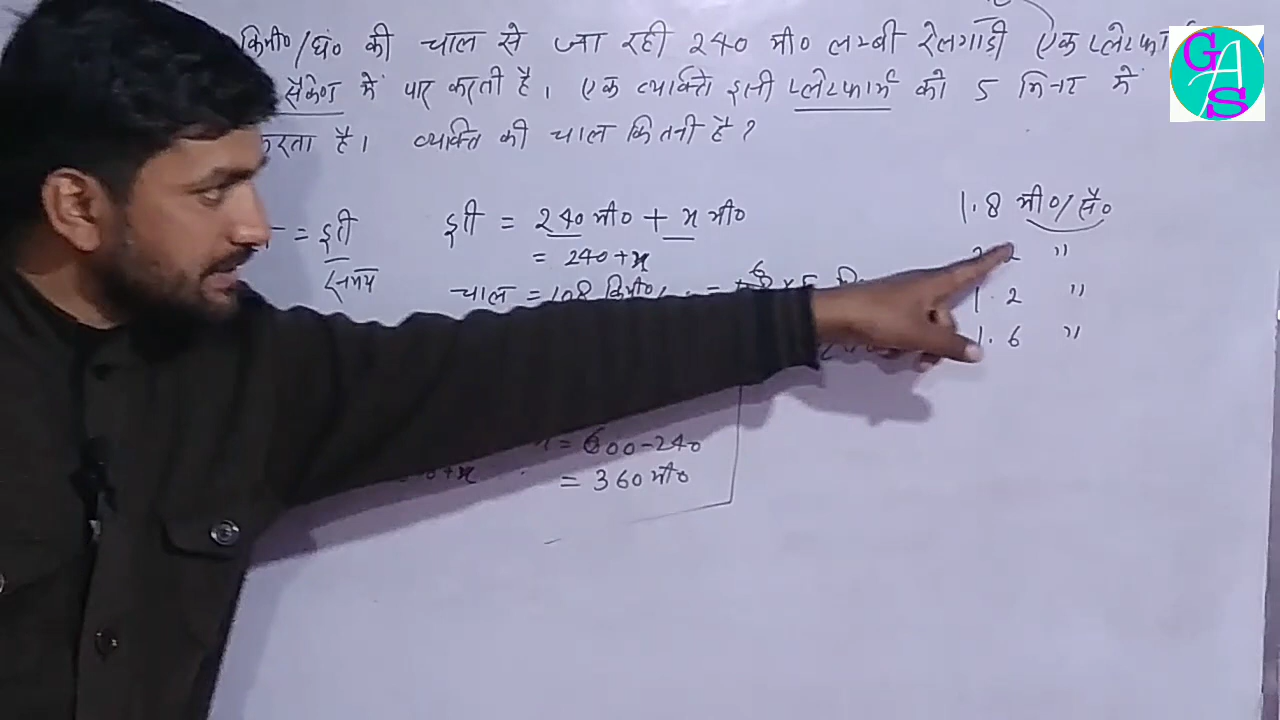 किमी०/घं० की चाल से जा रही 240 मी० लम्बी रेलगाडी एक प्लेटफा
सैकेण्ड में पार करती है। एक व्यक्ति इसी प्लेटफार्म को 5 मिनट में
करता है। व्यक्ति की चाल कितनी है?
= दूरी
समय
दूरी = 240 मी० + x मी०
= 240+x
चाल = 108 किमी०/
= 600-240
= 360 मी०
1.8 मी०/सै०
1.2 "
1.6 "
GAS